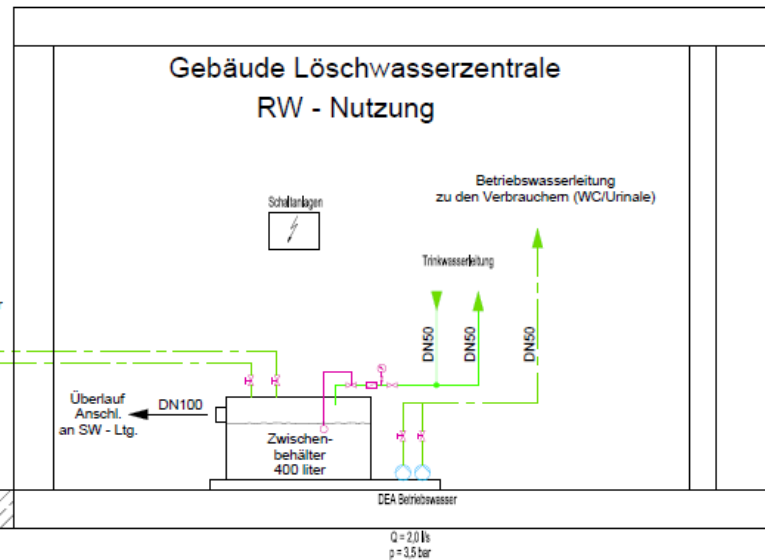 Gebäude Löschwasserzentrale
RW - Nutzung
Betriebswasserleitung
zu den Verbrauchern (WC/Urinale)
Schaltanlagen
Trinkwasserleitung
DN50
DN50
DN50
Überlauf
Anschl.
an SW - Ltg.
DN100
Zwischen-
behälter
400 liter
DEA Betriebswasser
Q = 2,0 l/s
p = 3,5 bar